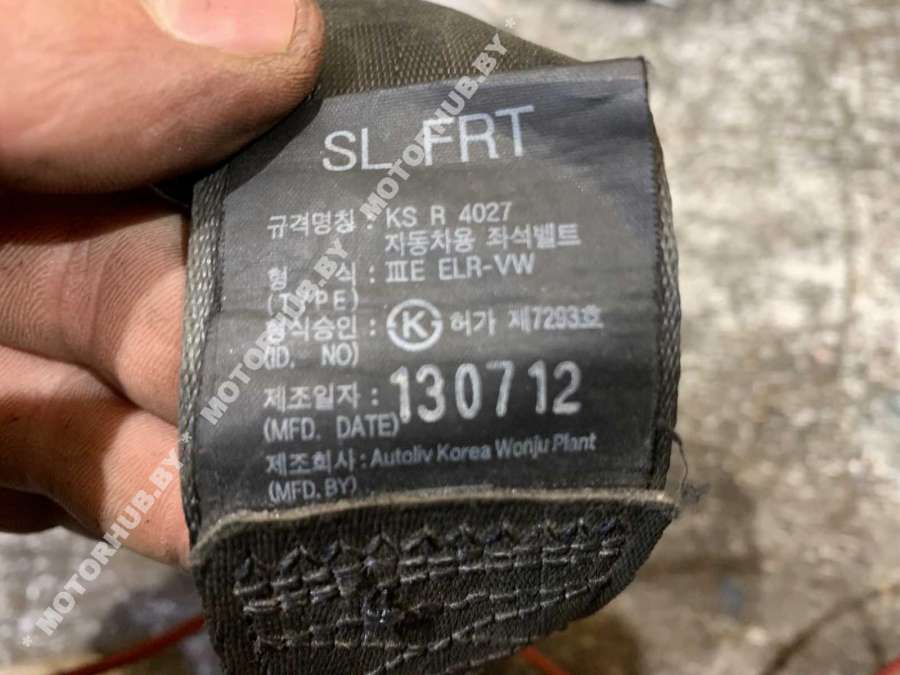 SL FRT
규격명칭 : KS R 4027
자동차용 좌석벨트
형 식 : ⅢE ELR-VW
(TYPE)
형식승인 : Ⓚ 허가 제7293호
(ID. NO)
제조일자 : 130712
(MFD. DATE)
제조회사 : Autoliv Korea Wonju Plant
(MFD. BY)
* MOTORHUB.BY * MOTORHUB.BY * MOTORHUB.BY *